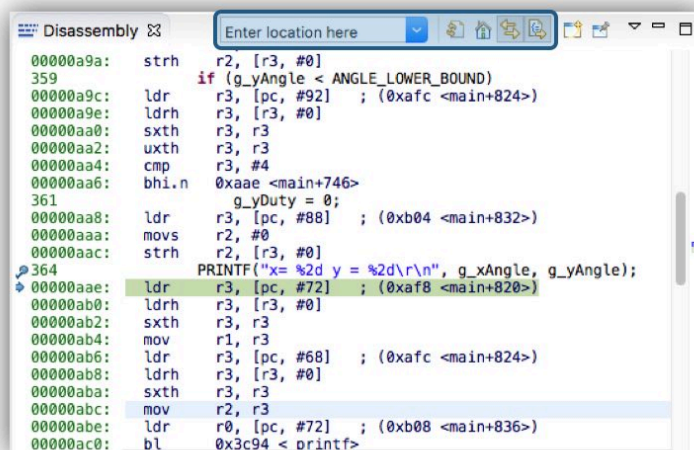 Disassembly
Enter location here
00000a9a: strh r2, [r3, #0]
359 if (g_yAngle < ANGLE_LOWER_BOUND)
00000a9c: ldr r3, [pc, #92] ; (0xafc <main+824>)
00000a9e: ldrh r3, [r3, #0]
00000aa0: sxth r3, r3
00000aa2: uxth r3, r3
00000aa4: cmp r3, #4
00000aa6: bhi.n 0xaae <main+746>
361 g_yDuty = 0;
00000aa8: ldr r3, [pc, #88] ; (0xb04 <main+832>)
00000aaa: movs r2, #0
00000aac: strh r2, [r3, #0]
364 PRINTF("x= %2d y = %2d\r\n", g_xAngle, g_yAngle);
00000aae: ldr r3, [pc, #72] ; (0xaf8 <main+820>)
00000ab0: ldrh r3, [r3, #0]
00000ab2: sxth r3, r3
00000ab4: mov r1, r3
00000ab6: ldr r3, [pc, #68] ; (0xafc <main+824>)
00000ab8: ldrh r3, [r3, #0]
00000aba: sxth r3, r3
00000abc: mov r2, r3
00000abe: ldr r0, [pc, #72] ; (0xb08 <main+836>)
00000ac0: bl 0x3c94 < printf>